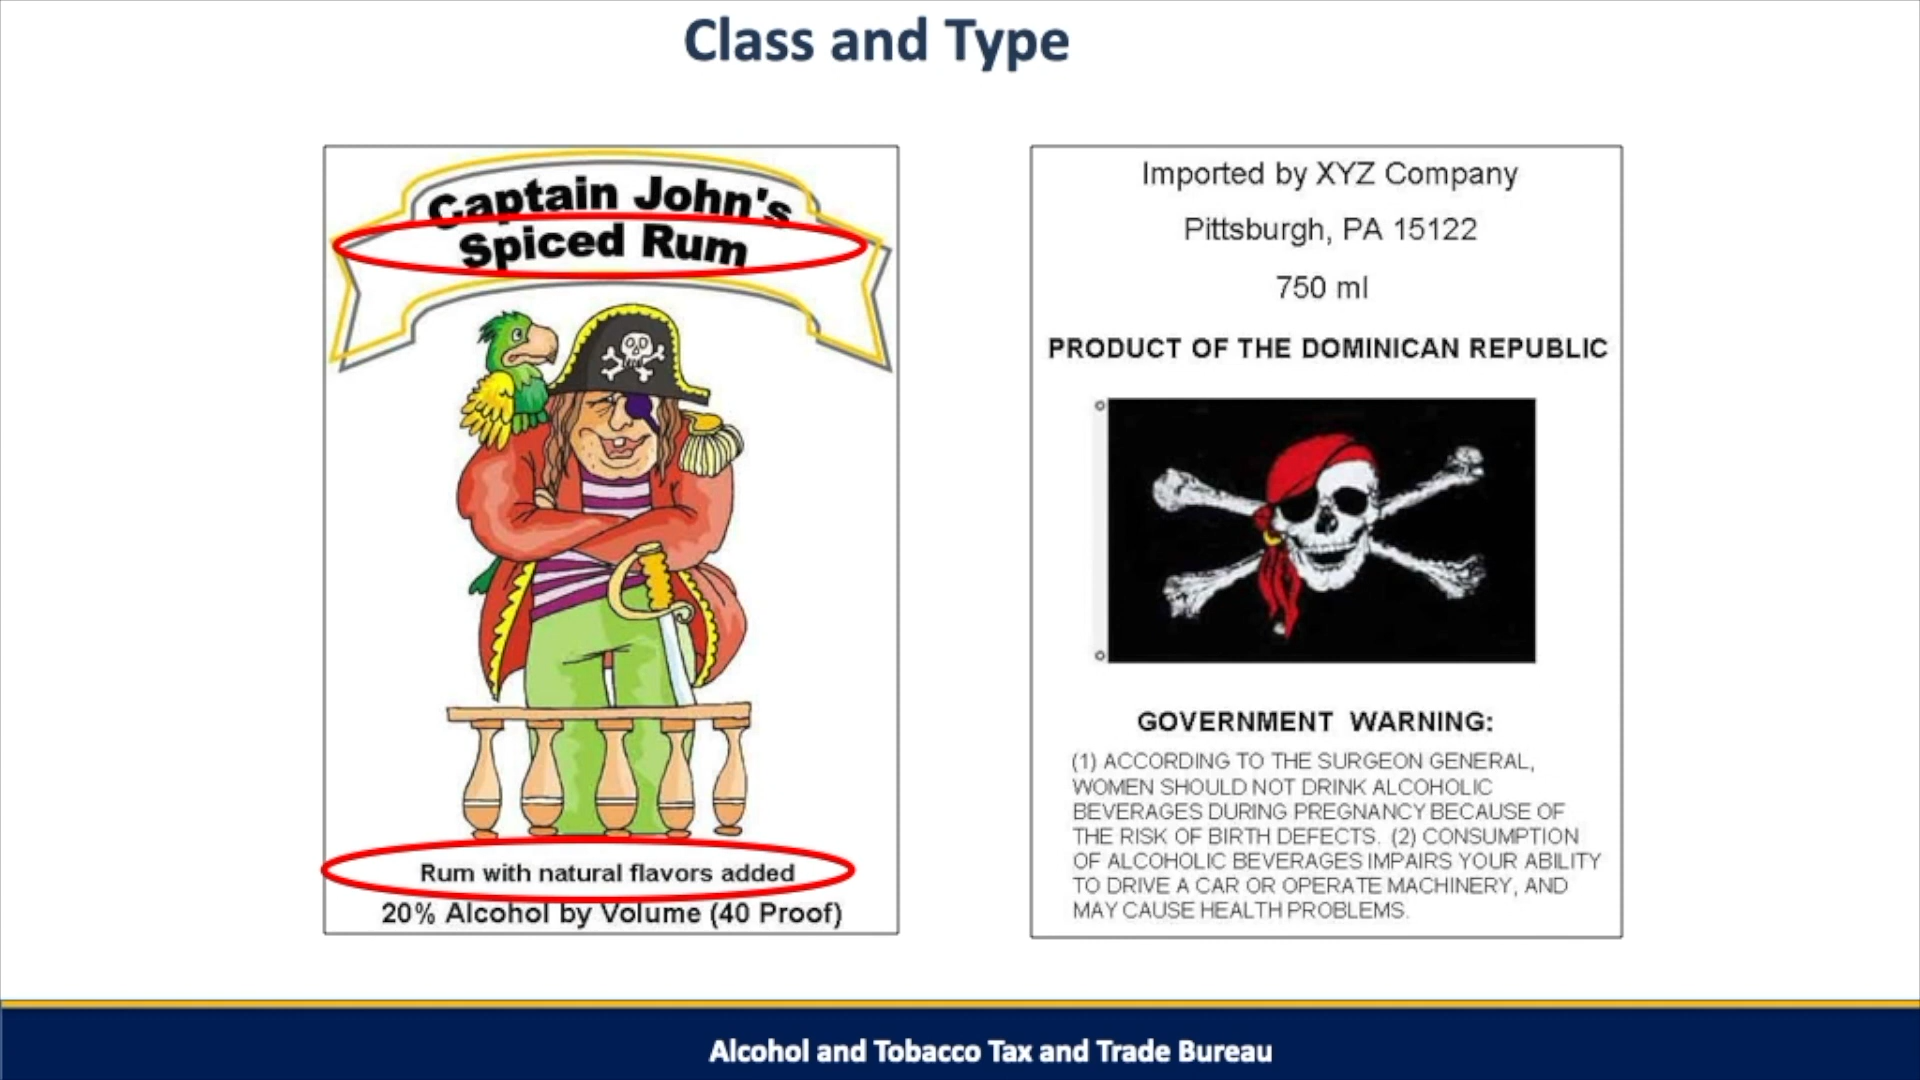 Class and Type
Captain John's
Spiced Rum
Rum with natural flavors added
20% Alcohol by Volume (40 Proof)
Imported by XYZ Company
Pittsburgh, PA 15122
750 ml
PRODUCT OF THE DOMINICAN REPUBLIC
GOVERNMENT WARNING:
(1) ACCORDING TO THE SURGEON GENERAL,
WOMEN SHOULD NOT DRINK ALCOHOLIC
BEVERAGES DURING PREGNANCY BECAUSE OF
THE RISK OF BIRTH DEFECTS. (2) CONSUMPTION
OF ALCOHOLIC BEVERAGES IMPAIRS YOUR ABILITY
TO DRIVE A CAR OR OPERATE MACHINERY, AND
MAY CAUSE HEALTH PROBLEMS.
Alcohol and Tobacco Tax and Trade Bureau